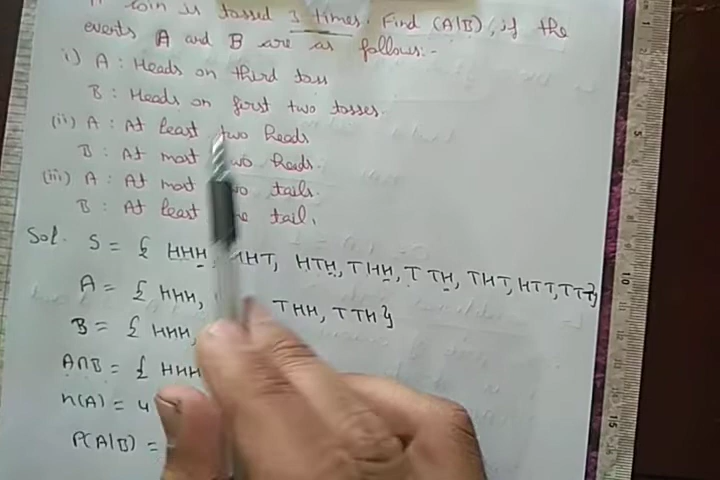 coin is tossed 3 times. Find (A|B), if the
events A and B are as follows:-
i) A : Heads on third toss
B : Heads on first two tosses.
(ii) A : At least two heads
B : At most two heads.
(iii) A : At most two tails.
B : At least tail.
Sol. S = { HHH, HHT, HTH, THH, TTH, THT, HTT, TTT}
A = { HHH, THH, TTH}
B = { HHH,
A∩B = { HHH
n(A) = 4
P(A|B) =